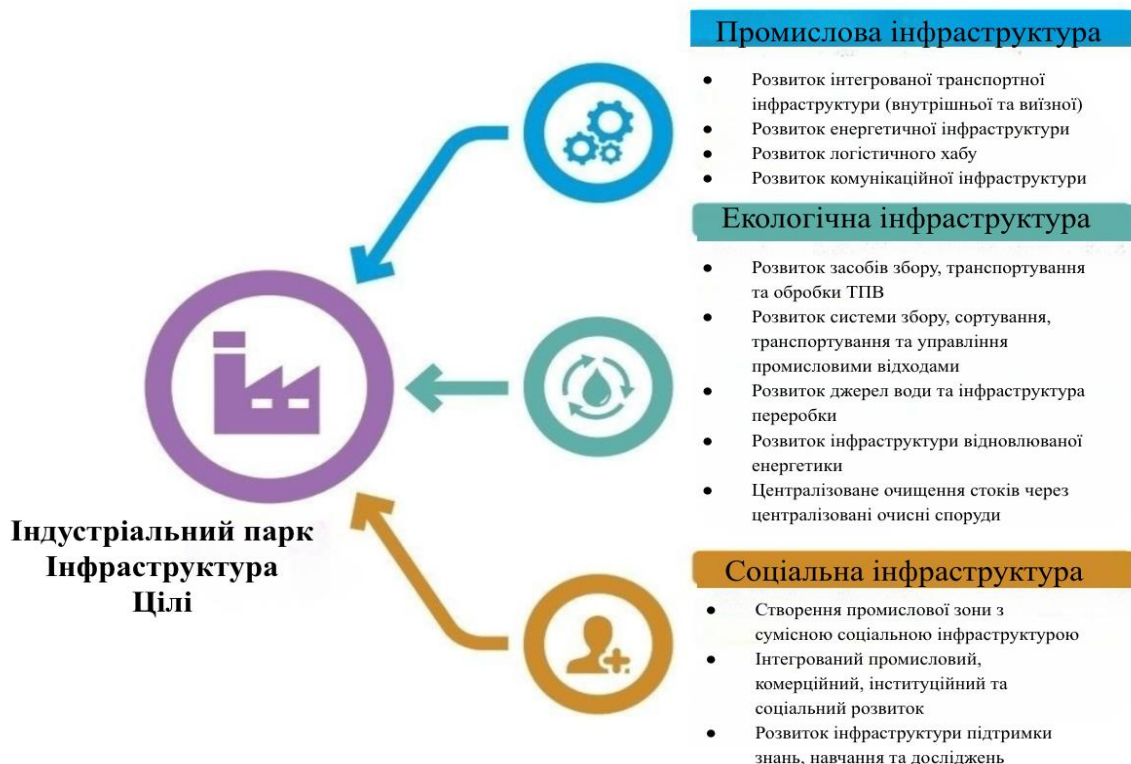 Промислова інфраструктура
● Розвиток інтегрованої транспортної
інфраструктури (внутрішньої та виїзної)
● Розвиток енергетичної інфраструктури
● Розвиток логістичного хабу
● Розвиток комунікаційної інфраструктури
Екологічна інфраструктура
● Розвиток засобів збору, транспортування
та обробки ТПВ
● Розвиток системи збору, сортування,
транспортування та управління
промисловими відходами
● Розвиток джерел води та інфраструктура
переробки
● Розвиток інфраструктури відновлюваної
енергетики
● Централізоване очищення стоків через
централізовані очисні споруди
Індустріальний парк
Інфраструктура
Цілі
Соціальна інфраструктура
● Створення промислової зони з
сумісною соціальною інфраструктурою
● Інтегрований промисловий,
комерційний, інституційний та
соціальний розвиток
● Розвиток інфраструктури підтримки
знань, навчання та досліджень